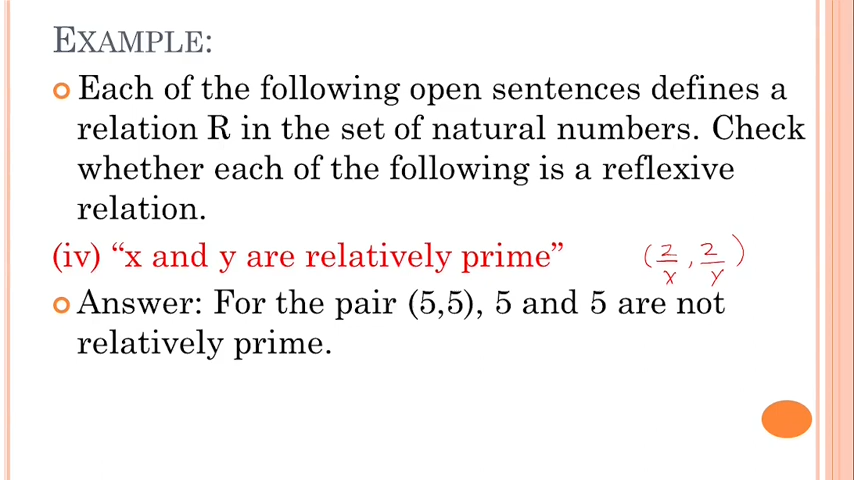 EXAMPLE:
Each of the following open sentences defines a
relation R in the set of natural numbers. Check
whether each of the following is a reflexive
relation.
(iv) “x and y are relatively prime”
(2, 2)
x y
Answer: For the pair (5,5), 5 and 5 are not
relatively prime.